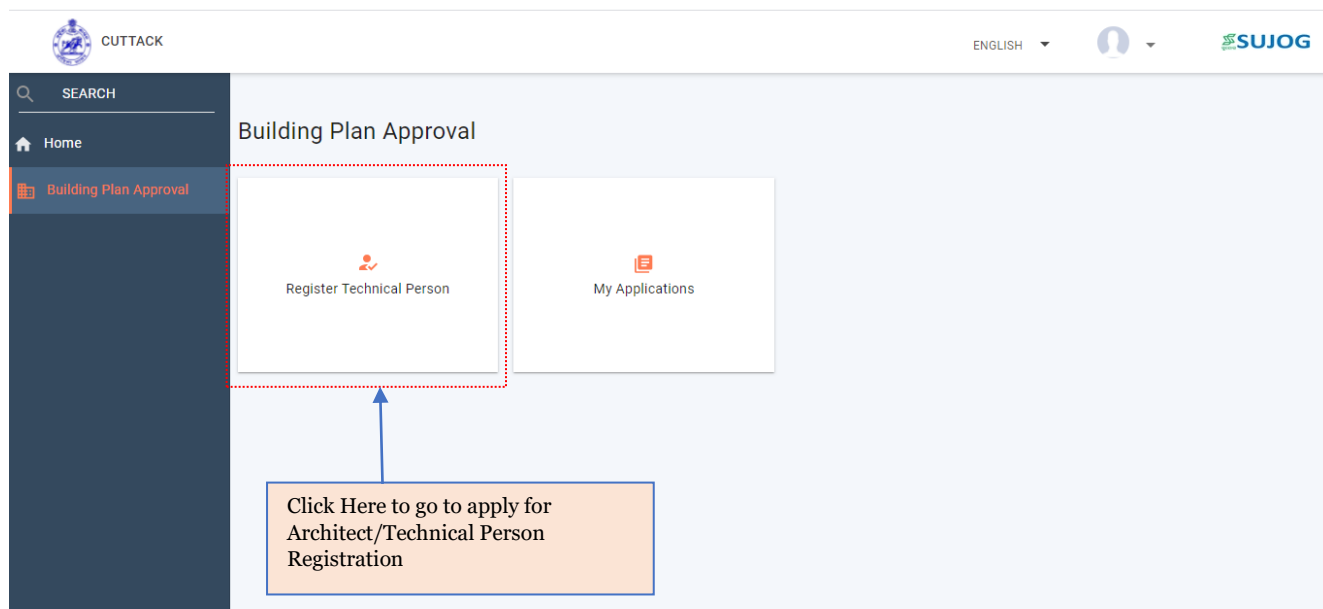 CUTTACK
ENGLISH
SUJOG
SEARCH
Home
Building Plan Approval
Building Plan Approval
Register Technical Person
My Applications
Click Here to go to apply for
Architect/Technical Person
Registration